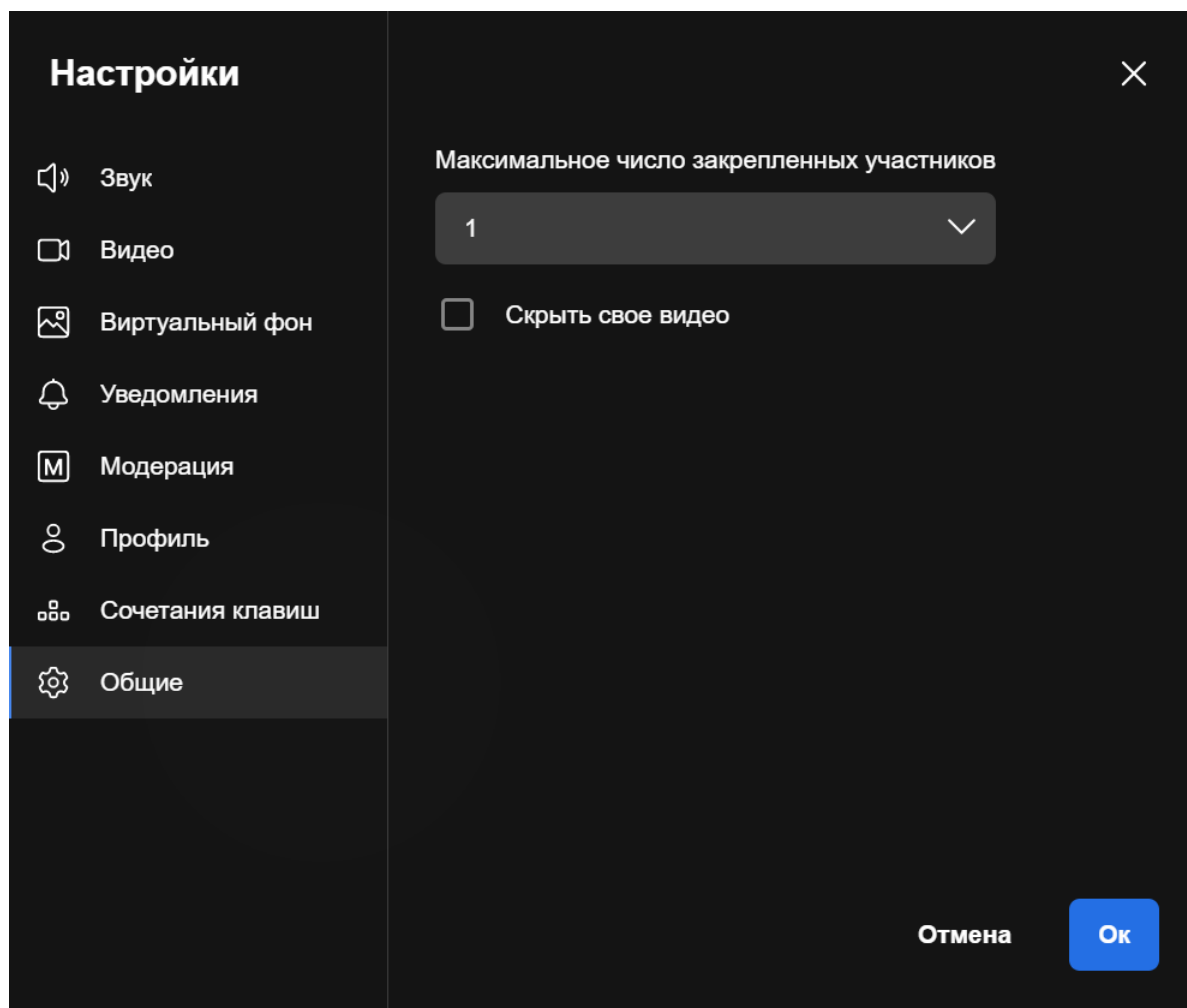 Настройки
Звук
Видео
Виртуальный фон
Уведомления
M Модерация
Профиль
Сочетания клавиш
Общие
Максимальное число закрепленных участников
1
Скрыть свое видео
Отмена
Ок